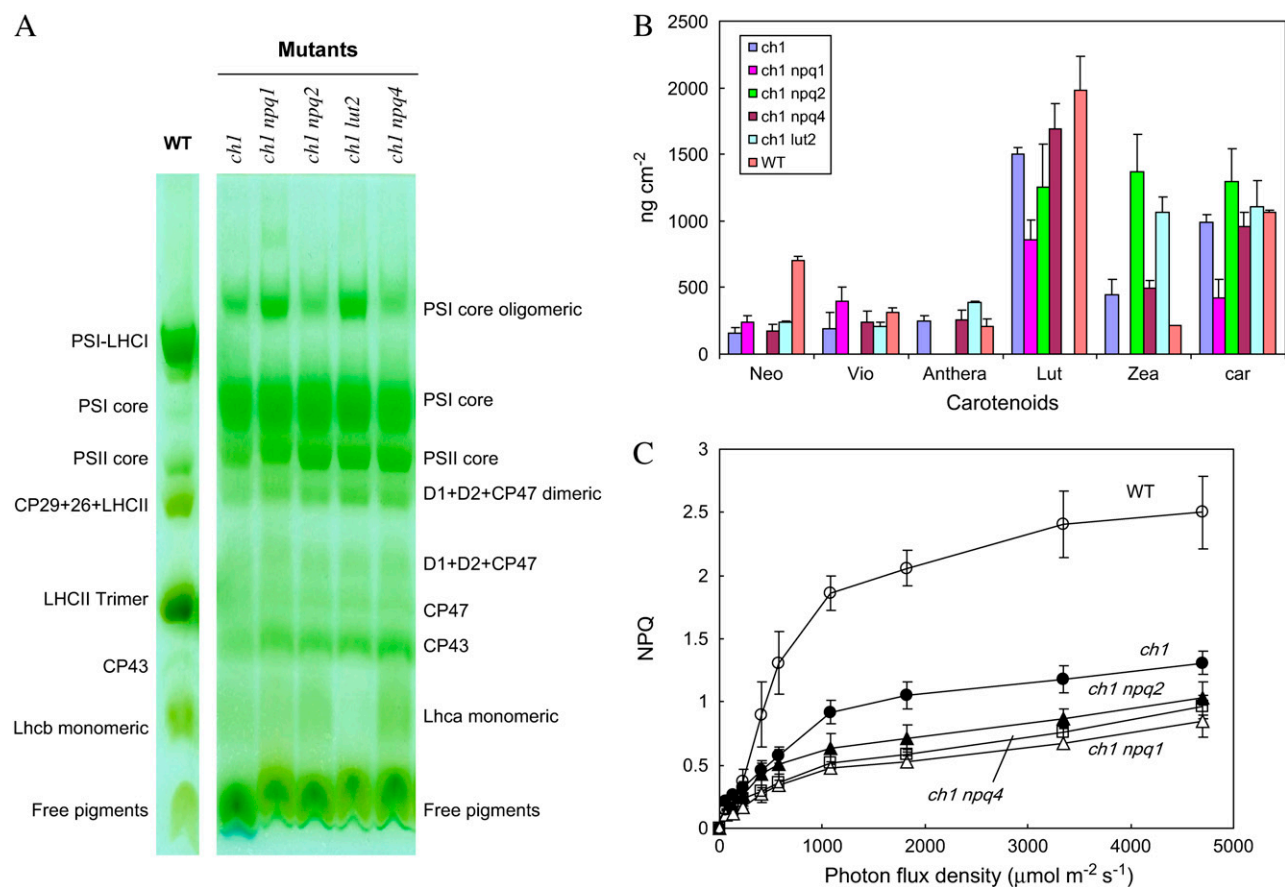 A
Mutants
WT
ch1
ch1 npq1
ch1 npq2
ch1 lut2
ch1 npq4
PSI-LHCI
PSI core
PSII core
CP29+26+LHCII
LHCII Trimer
CP43
Lhcb monomeric
Free pigments
PSI core oligomeric
PSI core
PSII core
D1+D2+CP47 dimeric
D1+D2+CP47
CP47
CP43
Lhca monomeric
Free pigments
B
2500
2000
1500
1000
500
0
ng cm⁻²
ch1
ch1 npq1
ch1 npq2
ch1 npq4
ch1 lut2
WT
Neo Vio Anthera Lut Zea car
Carotenoids
C
3
2.5
2
1.5
1
0.5
0
NPQ
WT
ch1
ch1 npq2
ch1 npq1
ch1 npq4
0 1000 2000 3000 4000 5000
Photon flux density (μmol m⁻² s⁻¹)